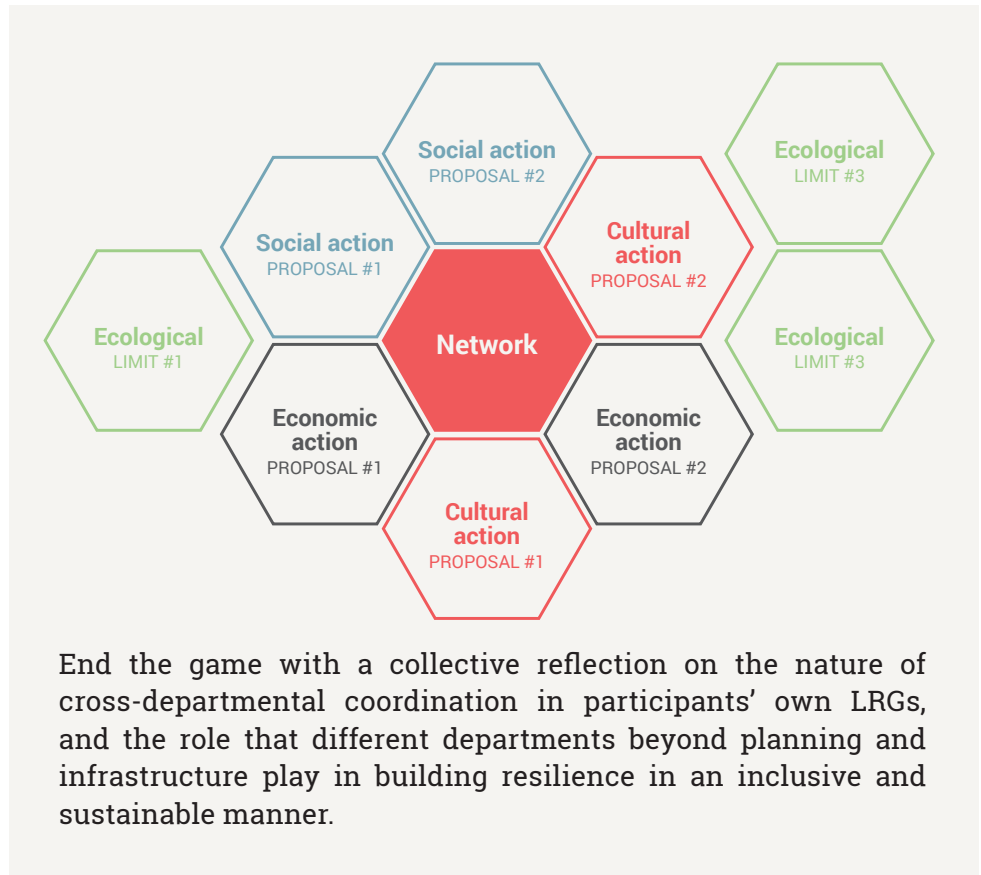 Social action
PROPOSAL #2
Ecological
LIMIT #3
Social action
PROPOSAL #1
Cultural
action
PROPOSAL #2
Ecological
LIMIT #1
Network
Ecological
LIMIT #3
Economic
action
PROPOSAL #1
Economic
action
PROPOSAL #2
Cultural
action
PROPOSAL #1
End the game with a collective reflection on the nature of
cross-departmental coordination in participants’ own LRGs,
and the role that different departments beyond planning and
infrastructure play in building resilience in an inclusive and
sustainable manner.